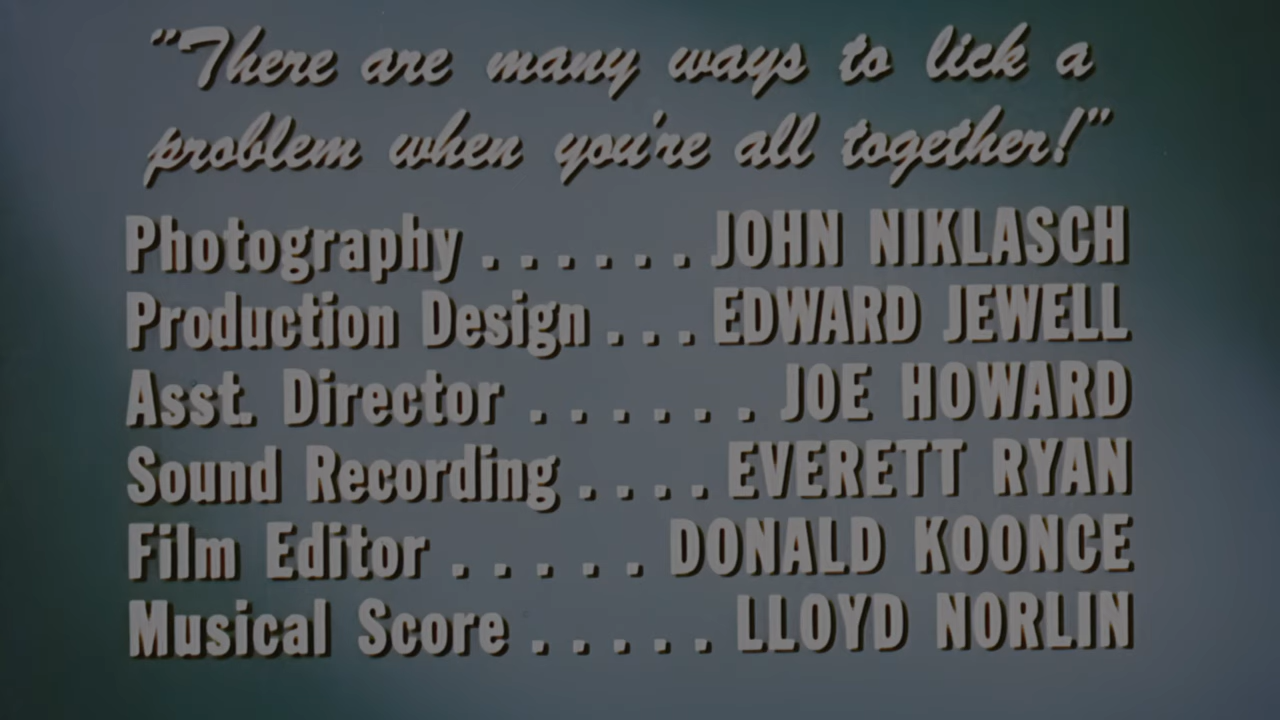 "There are many ways to lick a
problem when you're all together!"
Photography . . . . . . JOHN NIKLASCH
Production Design . . . EDWARD JEWELL
Asst. Director . . . . . . JOE HOWARD
Sound Recording . . . . EVERETT RYAN
Film Editor . . . . . DONALD KOONCE
Musical Score . . . . . LLOYD NORLIN